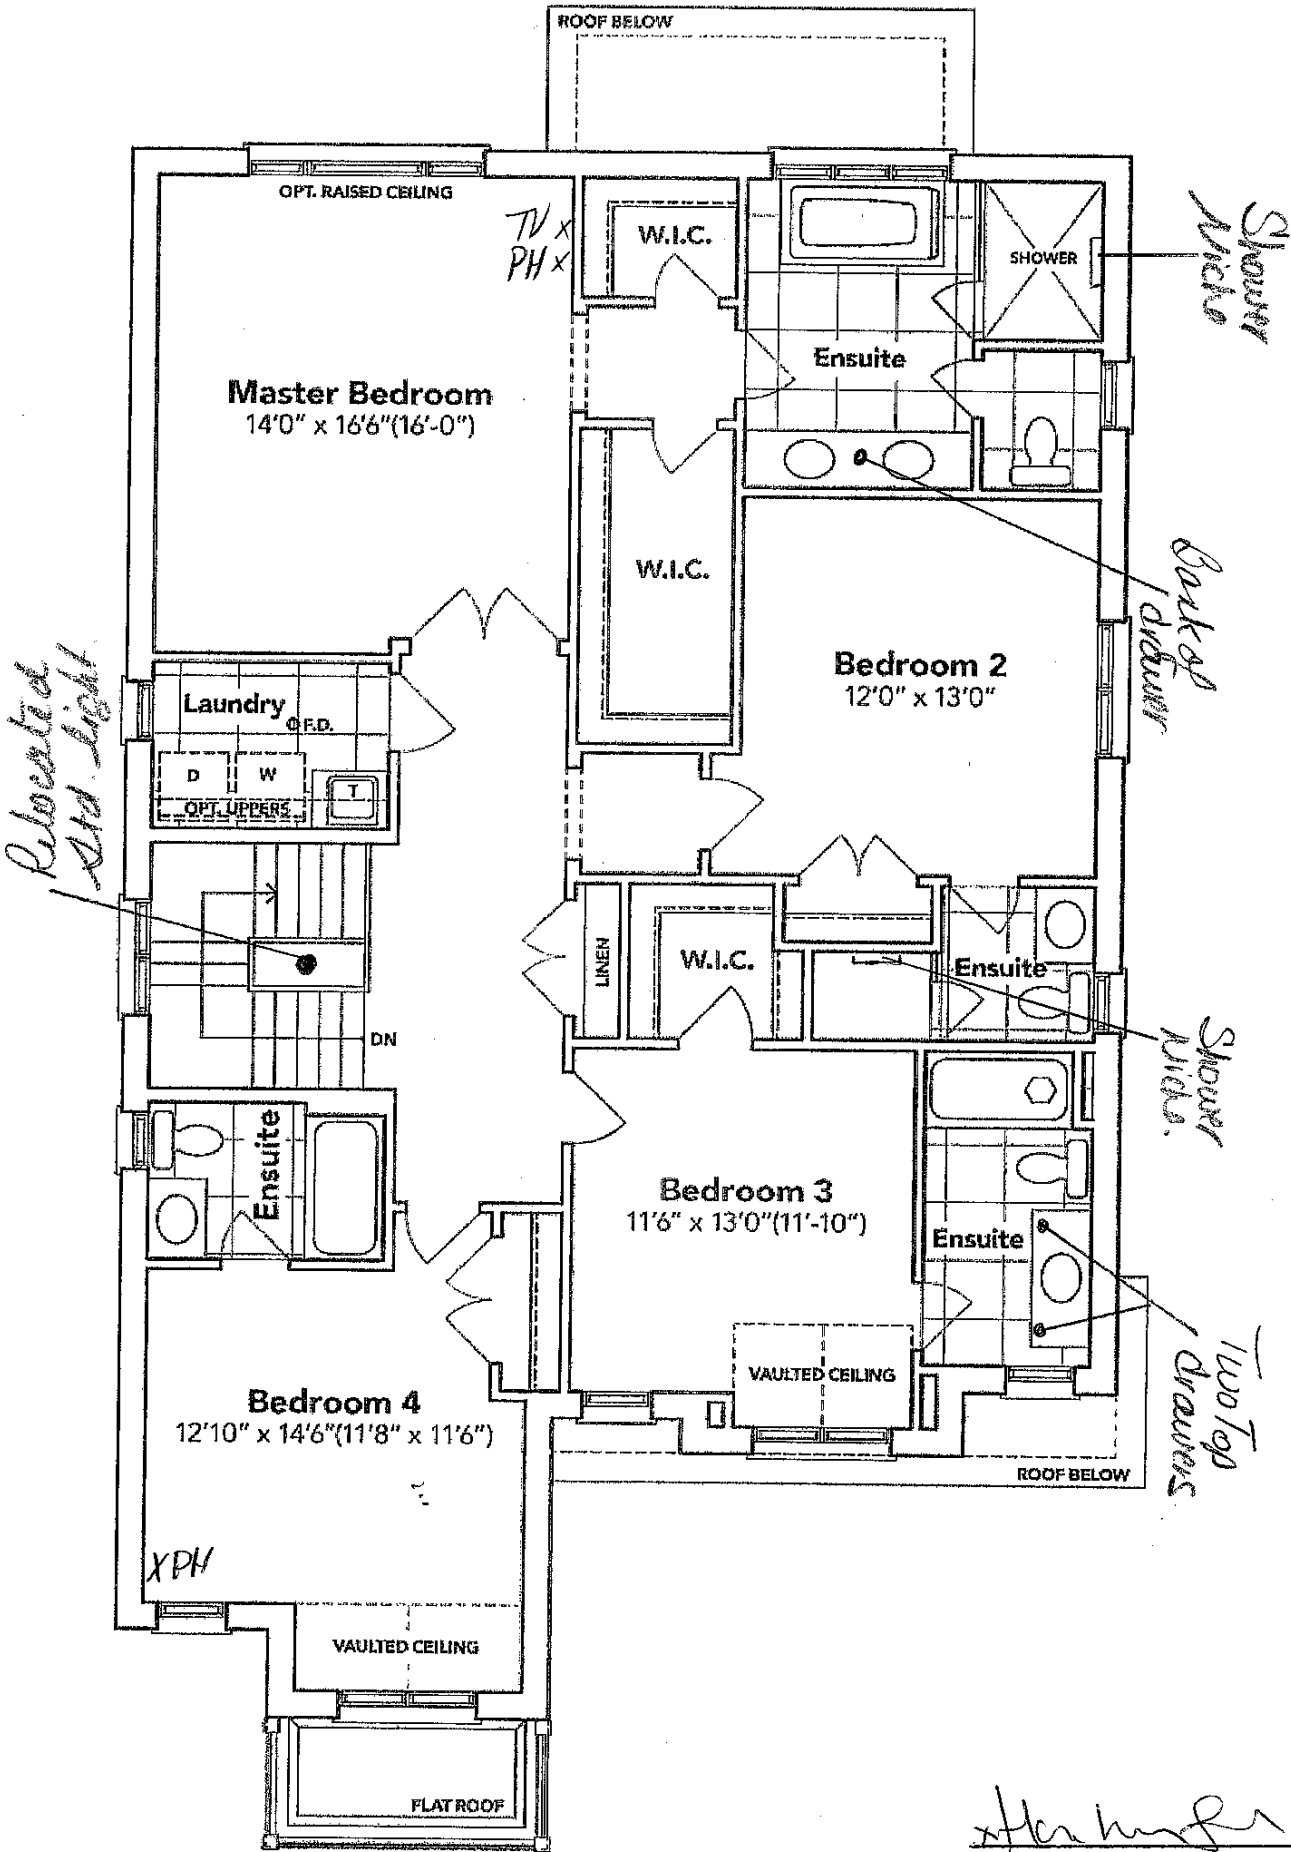 ROOF BELOW
OPT. RAISED CEILING
TV x
PH x
W.I.C.
SHOWER
Shower
Niche
Ensuite
Master Bedroom
14'0" x 16'6"(16'-0")
W.I.C.
Bank of
drawer
Bedroom 2
12'0" x 13'0"
Laundry
F.D.
D
W
T
OPT. UPPERS
Relocated
std. light
LINEN
W.I.C.
Ensuite
DN
Shower
Niche.
Ensuite
Bedroom 3
11'6" x 13'0"(11'-10")
Ensuite
Two Top
drawers
VAULTED CEILING
Bedroom 4
12'10" x 14'6"(11'8" x 11'6")
ROOF BELOW
X PH
VAULTED CEILING
FLAT ROOF
x